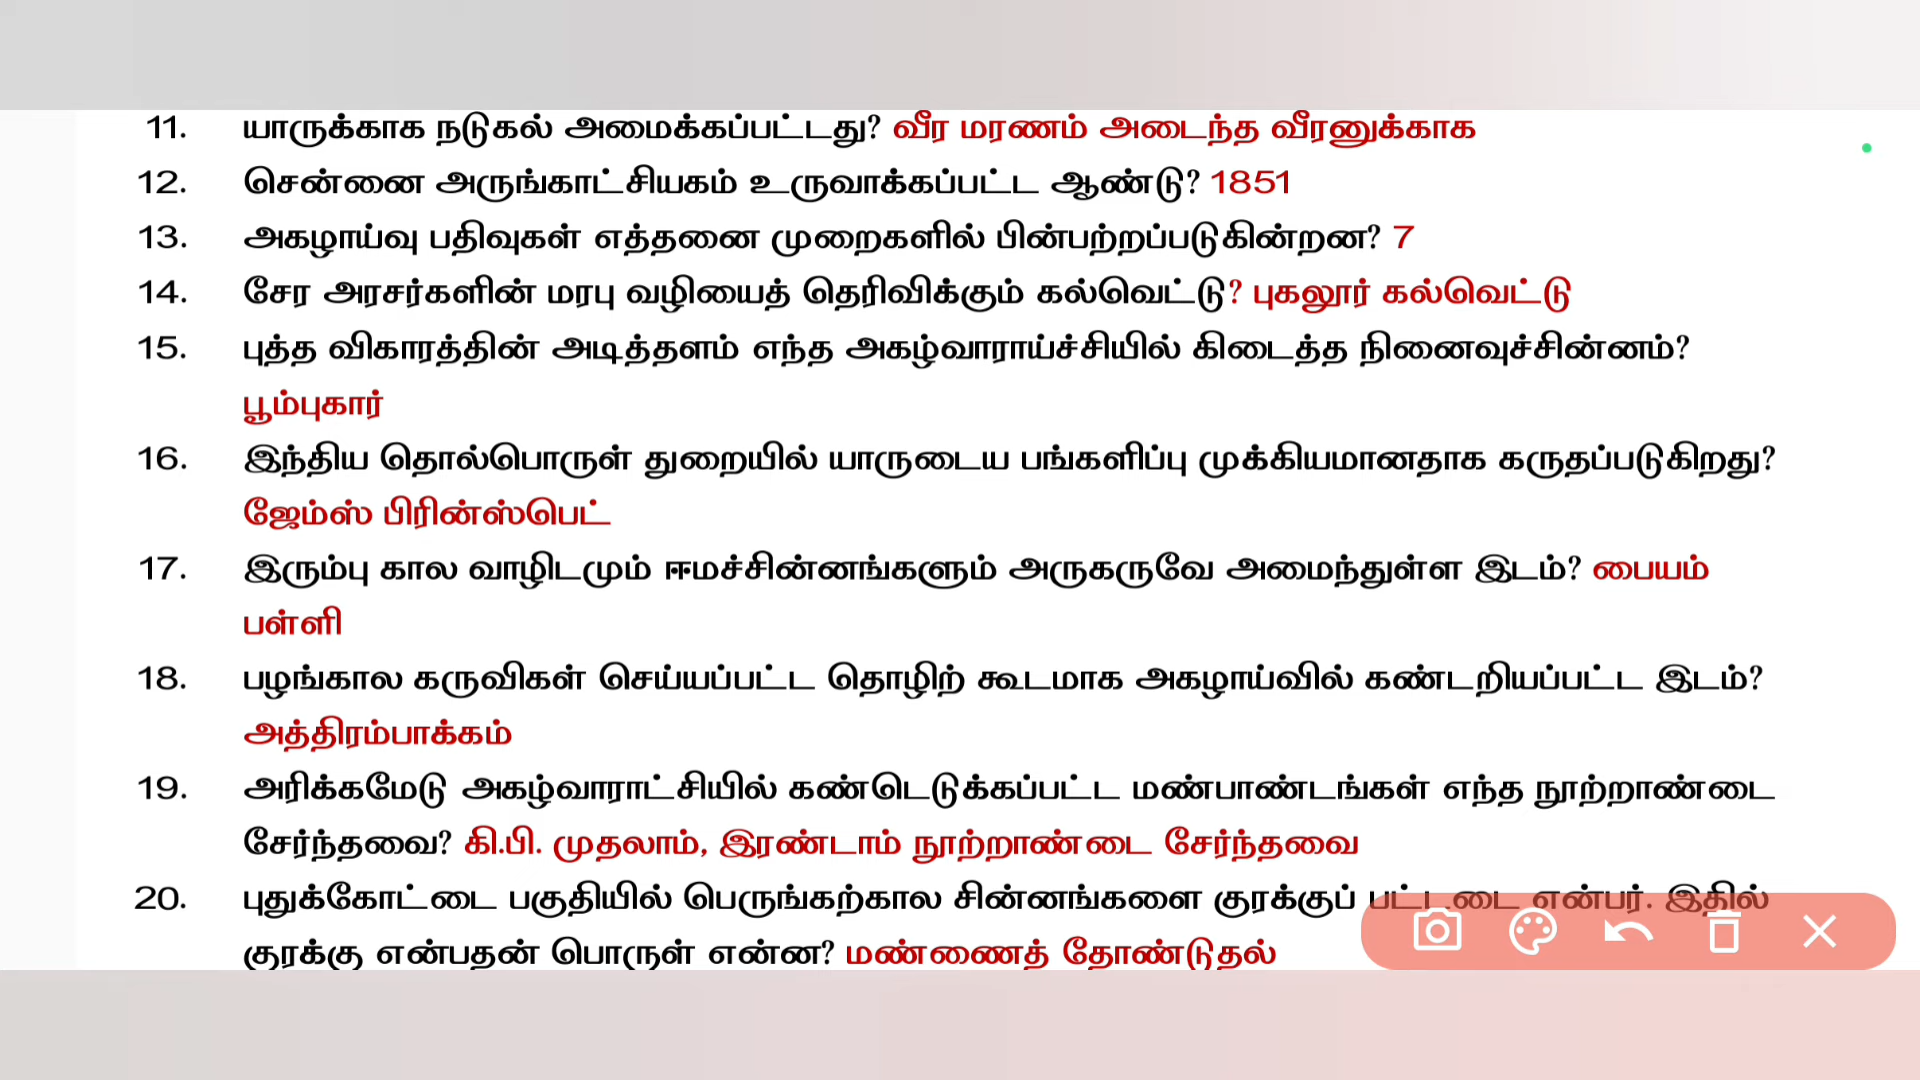 11. யாருக்காக நடுகல் அமைக்கப்பட்டது? வீர மரணம் அடைந்த வீரனுக்காக
12. சென்னை அருங்காட்சியகம் உருவாக்கப்பட்ட ஆண்டு? 1851
13. அகழாய்வு பதிவுகள் எத்தனை முறைகளில் பின்பற்றப்படுகின்றன? 7
14. சேர அரசர்களின் மரபு வழியைத் தெரிவிக்கும் கல்வெட்டு? புகலூர் கல்வெட்டு
15. புத்த விகாரத்தின் அடித்தளம் எந்த அகழ்வாராய்ச்சியில் கிடைத்த நினைவுச்சின்னம்?
பூம்புகார்
16. இந்திய தொல்பொருள் துறையில் யாருடைய பங்களிப்பு முக்கியமானதாக கருதப்படுகிறது?
ஜேம்ஸ் பிரின்ஸ்பெட்
17. இரும்பு கால வாழிடமும் ஈமச்சின்னங்களும் அருகருவே அமைந்துள்ள இடம்? பையம்
பள்ளி
18. பழங்கால கருவிகள் செய்யப்பட்ட தொழிற் கூடமாக அகழாய்வில் கண்டறியப்பட்ட இடம்?
அத்திரம்பாக்கம்
19. அரிக்கமேடு அகழ்வாராட்சியில் கண்டெடுக்கப்பட்ட மண்பாண்டங்கள் எந்த நூற்றாண்டை
சேர்ந்தவை? கி.பி. முதலாம், இரண்டாம் நூற்றாண்டை சேர்ந்தவை
20. புதுக்கோட்டை பகுதியில் பெருங்கற்கால சின்னங்களை குரக்குப் பட்டடை என்பர். இதில்
குரக்கு என்பதன் பொருள் என்ன? மண்ணைத் தோண்டுதல்